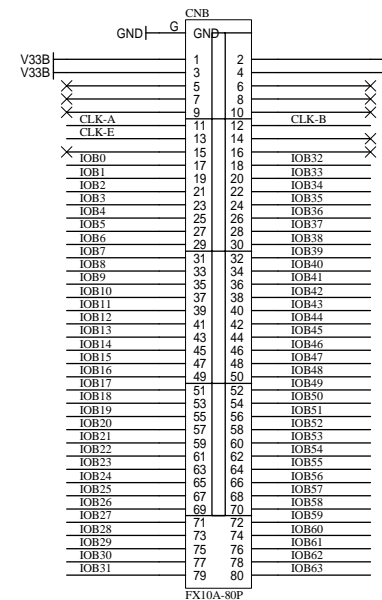 CNB
GND G GND
V33B 1 2
V33B 3 4
5 6
7 8
9 10
CLK-A 11 12 CLK-B
CLK-E 13 14
15 16
IOB0 17 18 IOB32
IOB1 19 20 IOB33
IOB2 21 22 IOB34
IOB3 23 24 IOB35
IOB4 25 26 IOB36
IOB5 27 28 IOB37
IOB6 29 30 IOB38
IOB7 31 32 IOB39
IOB8 33 34 IOB40
IOB9 35 36 IOB41
IOB10 37 38 IOB42
IOB11 39 40 IOB43
IOB12 41 42 IOB44
IOB13 43 44 IOB45
IOB14 45 46 IOB46
IOB15 47 48 IOB47
IOB16 49 50 IOB48
IOB17 51 52 IOB49
IOB18 53 54 IOB50
IOB19 55 56 IOB51
IOB20 57 58 IOB52
IOB21 59 60 IOB53
IOB22 61 62 IOB54
IOB23 63 64 IOB55
IOB24 65 66 IOB56
IOB25 67 68 IOB57
IOB26 69 70 IOB58
IOB27 71 72 IOB59
IOB28 73 74 IOB60
IOB29 75 76 IOB61
IOB30 77 78 IOB62
IOB31 79 80 IOB63
FX10A-80P